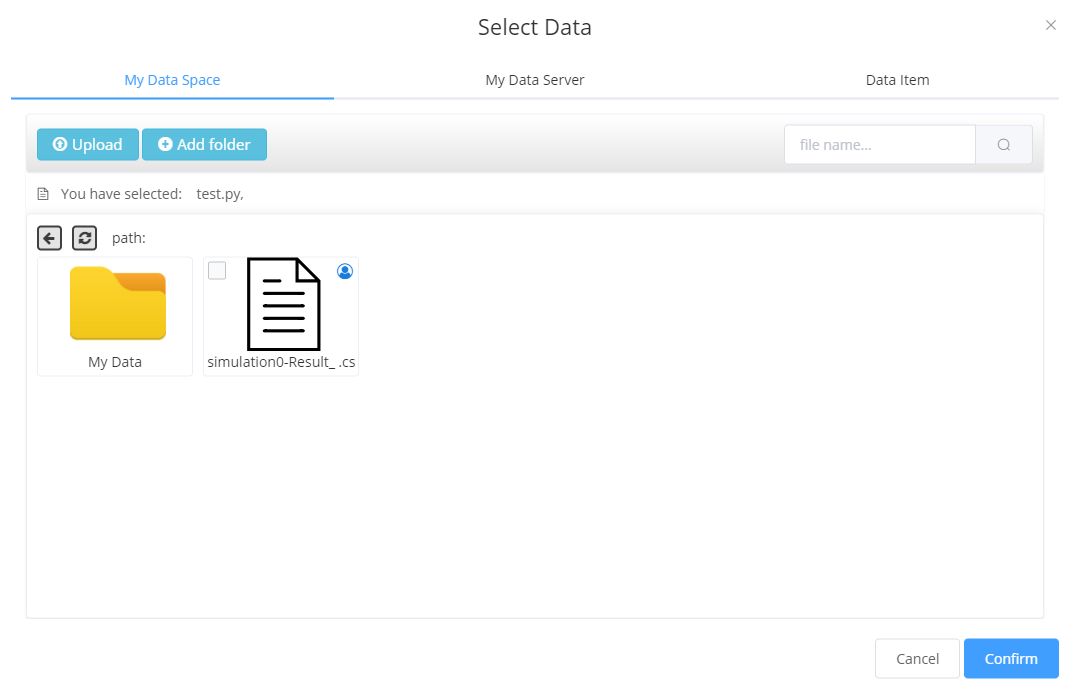 Select Data
My Data Space
My Data Server
Data Item
Upload
Add folder
file name...
You have selected: test.py,
path:
My Data
simulation0-Result_ .cs
Cancel
Confirm